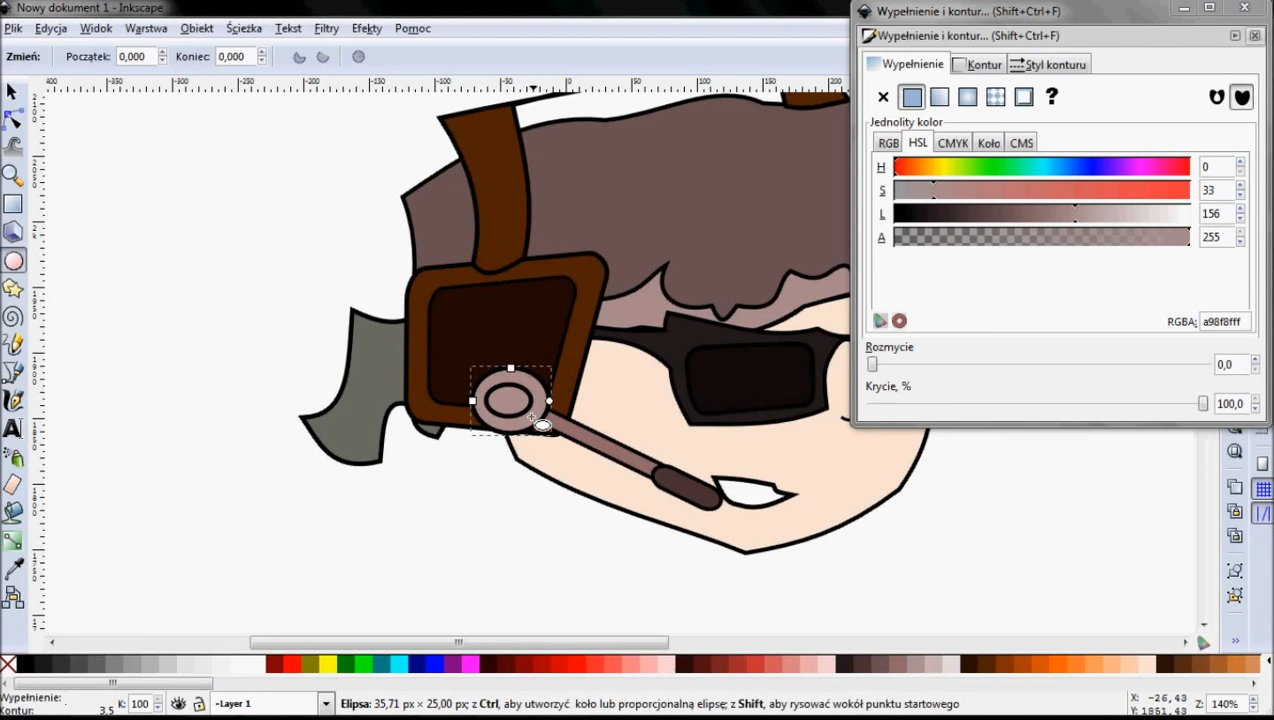 Nowy dokument 1 - Inkscape
Plik Edycja Widok Warstwa Obiekt Ścieżka Tekst Filtry Efekty Pomoc
Zmień: Początek: 0,000 Koniec: 0,000
Wypełnienie i kontur... (Shift+Ctrl+F)
Wypełnienie i kontur... (Shift+Ctrl+F)
Wypełnienie Kontur Styl konturu
Jednolity kolor
RGB HSL CMYK Koło CMS
H 0
S 33
L 156
A 255
RGBA: a98f8fff
Rozmycie
0,0
Krycie, %
100,0
Wypełnienie:
Kontur: 3,5
K: 100
-Layer 1
Elipsa: 35,71 px × 25,00 px; z Ctrl, aby utworzyć koło lub proporcjonalną elipsę; z Shift, aby rysować wokół punktu startowego
X: -26,43
Y: 1851,43
Z: 140%